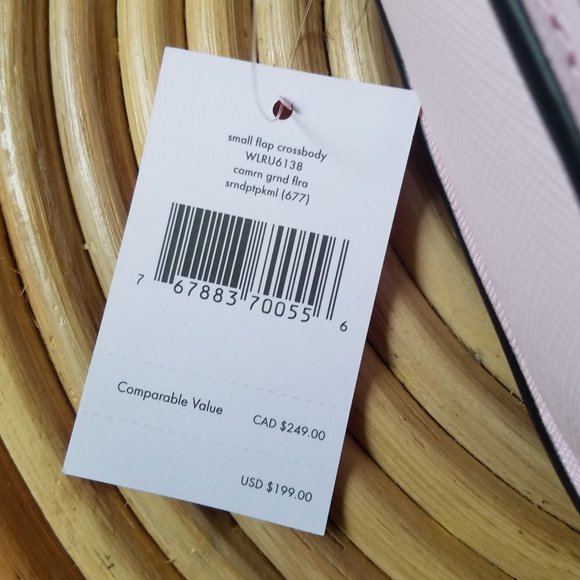 small flap crossbody
WLRU6138
camrn grnd flra
srndptpkml (677)
7 67883 70055 6
Comparable Value CAD $249.00
USD $199.00